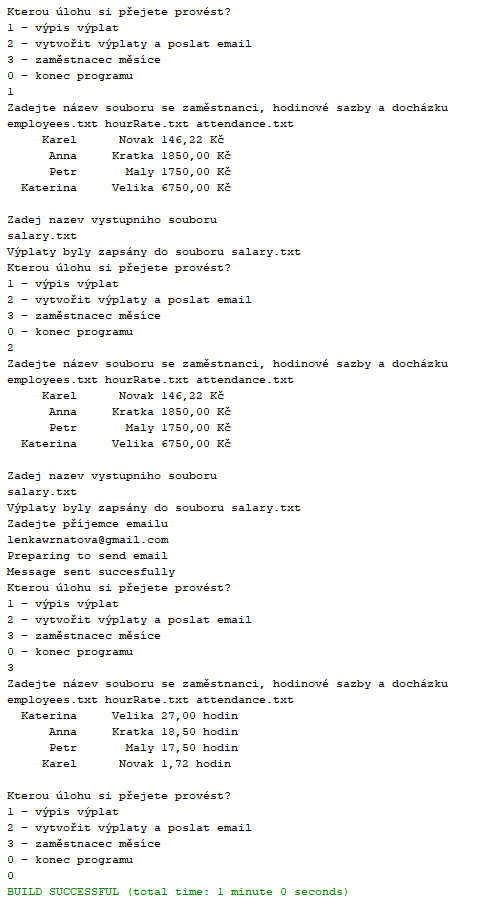 Kterou úlohu si přejete provést?
1 - výpis výplat
2 - vytvořit výplaty a poslat email
3 - zaměstnacec měsíce
0 - konec programu
1
Zadejte název souboru se zaměstnanci, hodinové sazby a docházku
employees.txt hourRate.txt attendance.txt
Karel Novak 146,22 Kč
Anna Kratka 1850,00 Kč
Petr Maly 1750,00 Kč
Katerina Velika 6750,00 Kč
Zadej nazev vystupniho souboru
salary.txt
Výplaty byly zapsány do souboru salary.txt
Kterou úlohu si přejete provést?
1 - výpis výplat
2 - vytvořit výplaty a poslat email
3 - zaměstnacec měsíce
0 - konec programu
2
Zadejte název souboru se zaměstnanci, hodinové sazby a docházku
employees.txt hourRate.txt attendance.txt
Karel Novak 146,22 Kč
Anna Kratka 1850,00 Kč
Petr Maly 1750,00 Kč
Katerina Velika 6750,00 Kč
Zadej nazev vystupniho souboru
salary.txt
Výplaty byly zapsány do souboru salary.txt
Zadejte příjemce emailu
lenkawrnatova@gmail.com
Preparing to send email
Message sent succesfully
Kterou úlohu si přejete provést?
1 - výpis výplat
2 - vytvořit výplaty a poslat email
3 - zaměstnacec měsíce
0 - konec programu
3
Zadejte název souboru se zaměstnanci, hodinové sazby a docházku
employees.txt hourRate.txt attendance.txt
Katerina Velika 27,00 hodin
Anna Kratka 18,50 hodin
Petr Maly 17,50 hodin
Karel Novak 1,72 hodin
Kterou úlohu si přejete provést?
1 - výpis výplat
2 - vytvořit výplaty a poslat email
3 - zaměstnacec měsíce
0 - konec programu
0
BUILD SUCCESSFUL (total time: 1 minute 0 seconds)